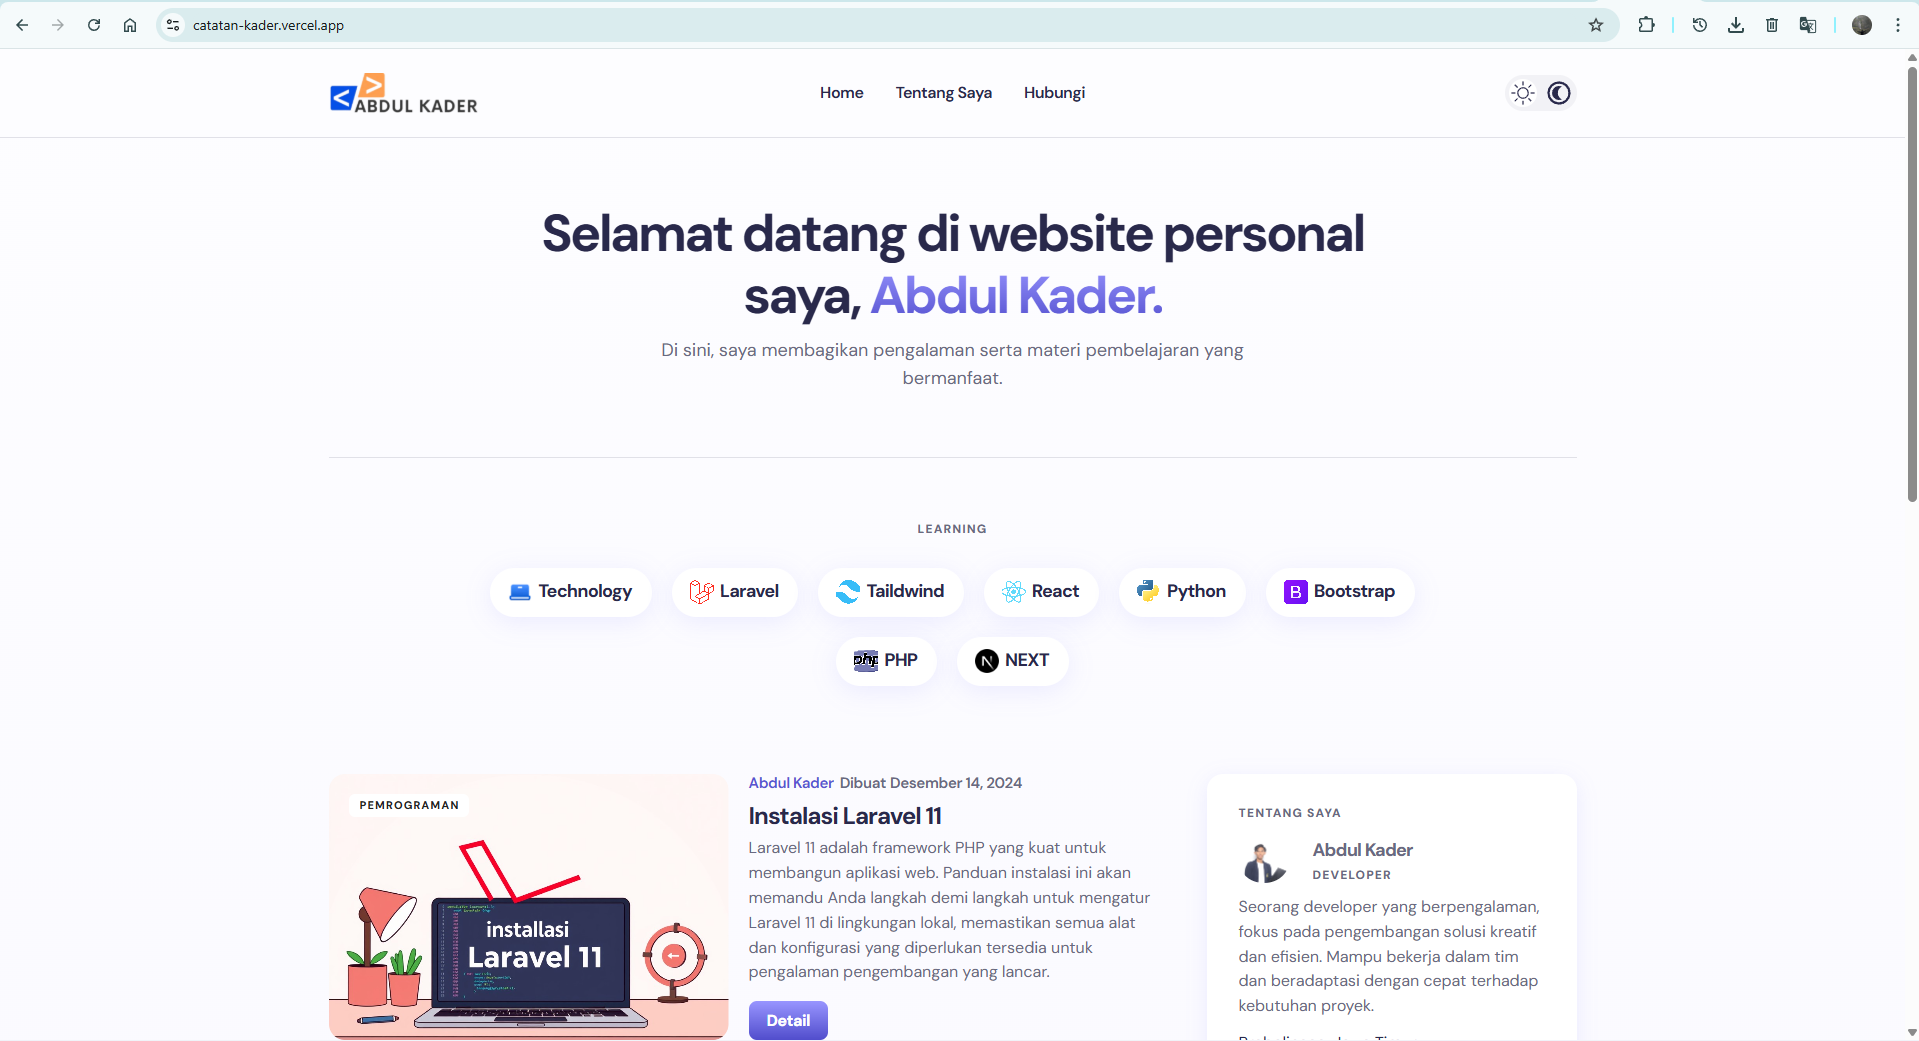 catatan-kader.vercel.app
ABDUL KADER
Home
Tentang Saya
Hubungi
Selamat datang di website personal
saya, Abdul Kader.
Di sini, saya membagikan pengalaman serta materi pembelajaran yang
bermanfaat.
LEARNING
Technology
Laravel
Taildwind
React
Python
B Bootstrap
php PHP
N NEXT
PEMROGRAMAN
installasi
Laravel 11
Abdul Kader Dibuat Desember 14, 2024
Instalasi Laravel 11
Laravel 11 adalah framework PHP yang kuat untuk
membangun aplikasi web. Panduan instalasi ini akan
memandu Anda langkah demi langkah untuk mengatur
Laravel 11 di lingkungan lokal, memastikan semua alat
dan konfigurasi yang diperlukan tersedia untuk
pengalaman pengembangan yang lancar.
Detail
TENTANG SAYA
Abdul Kader
DEVELOPER
Seorang developer yang berpengalaman,
fokus pada pengembangan solusi kreatif
dan efisien. Mampu bekerja dalam tim
dan beradaptasi dengan cepat terhadap
kebutuhan proyek.